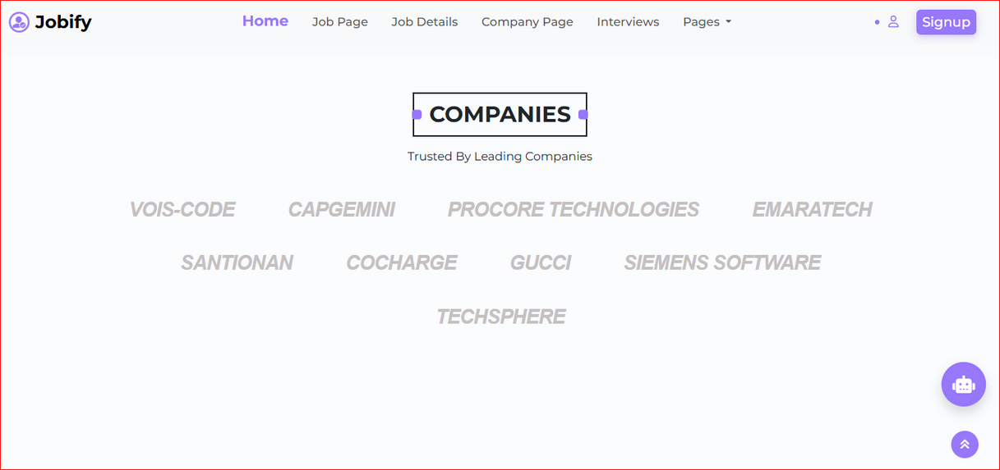 Jobify Home Job Page Job Details Company Page Interviews Pages Signup
COMPANIES
Trusted By Leading Companies
VOIS-CODE CAPGEMINI PROCORE TECHNOLOGIES EMARATECH
SANTIONAN COCHARGE GUCCI SIEMENS SOFTWARE
TECHSPHERE